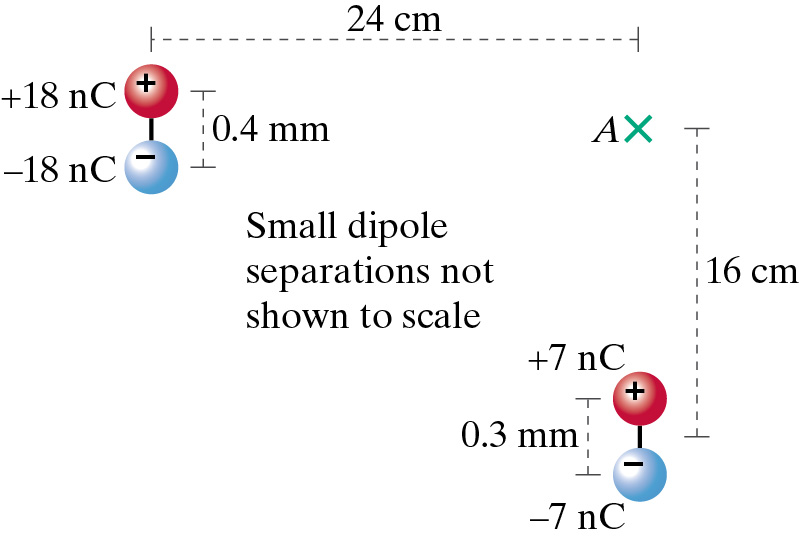 24 cm
+18 nC
+
0.4 mm
–18 nC
–
A×
Small dipole
separations not
shown to scale
16 cm
+7 nC
+
0.3 mm
–
–7 nC